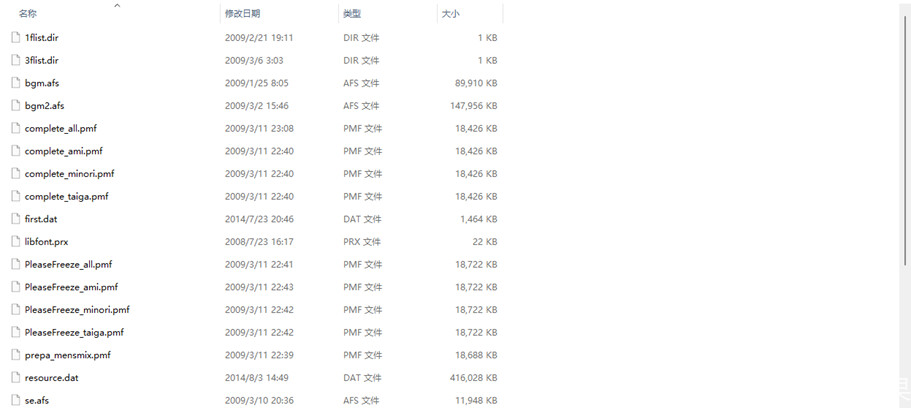 名称 修改日期 类型 大小
1flist.dir 2009/2/21 19:11 DIR 文件 1 KB
3flist.dir 2009/3/6 3:03 DIR 文件 1 KB
bgm.afs 2009/1/25 8:05 AFS 文件 89,910 KB
bgm2.afs 2009/3/2 15:46 AFS 文件 147,956 KB
complete_all.pmf 2009/3/11 23:08 PMF 文件 18,426 KB
complete_ami.pmf 2009/3/11 22:40 PMF 文件 18,426 KB
complete_minori.pmf 2009/3/11 22:40 PMF 文件 18,426 KB
complete_taiga.pmf 2009/3/11 22:40 PMF 文件 18,426 KB
first.dat 2014/7/23 20:46 DAT 文件 1,464 KB
libfont.prx 2008/7/23 16:17 PRX 文件 22 KB
PleaseFreeze_all.pmf 2009/3/11 22:41 PMF 文件 18,722 KB
PleaseFreeze_ami.pmf 2009/3/11 22:43 PMF 文件 18,722 KB
PleaseFreeze_minori.pmf 2009/3/11 22:42 PMF 文件 18,722 KB
PleaseFreeze_taiga.pmf 2009/3/11 22:42 PMF 文件 18,722 KB
prepa_mensmix.pmf 2009/3/11 22:39 PMF 文件 18,688 KB
resource.dat 2014/8/3 14:49 DAT 文件 416,028 KB
se.afs 2009/3/10 20:36 AFS 文件 11,948 KB